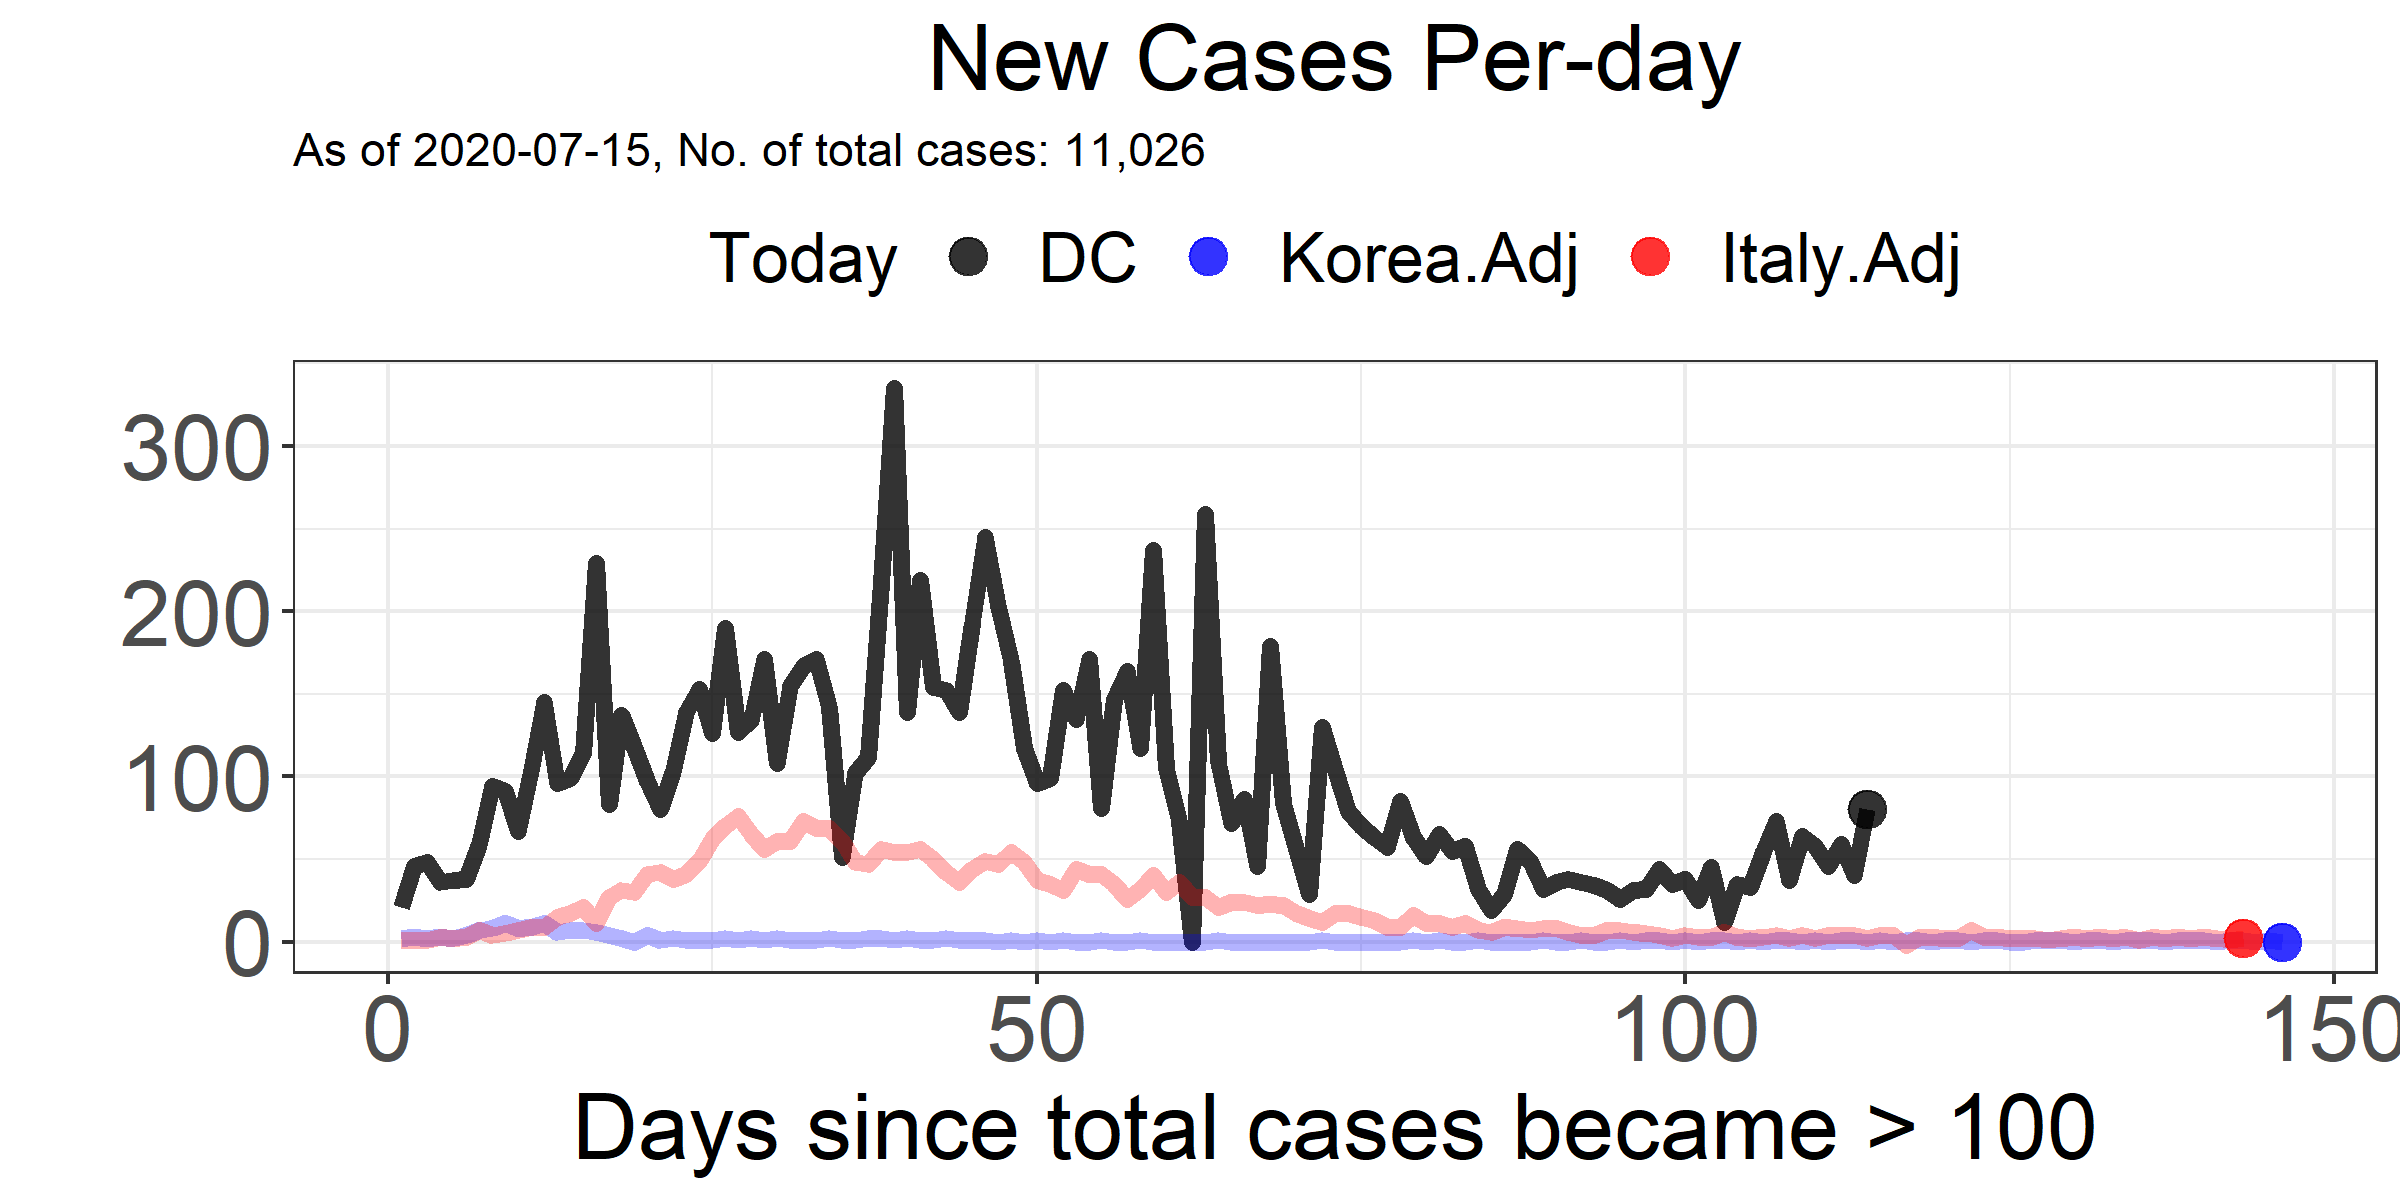 New Cases Per-day
As of 2020-07-15, No. of total cases: 11,026
Today DC Korea.Adj Italy.Adj
300
200
100
0
0 50 100 150
Days since total cases became > 100